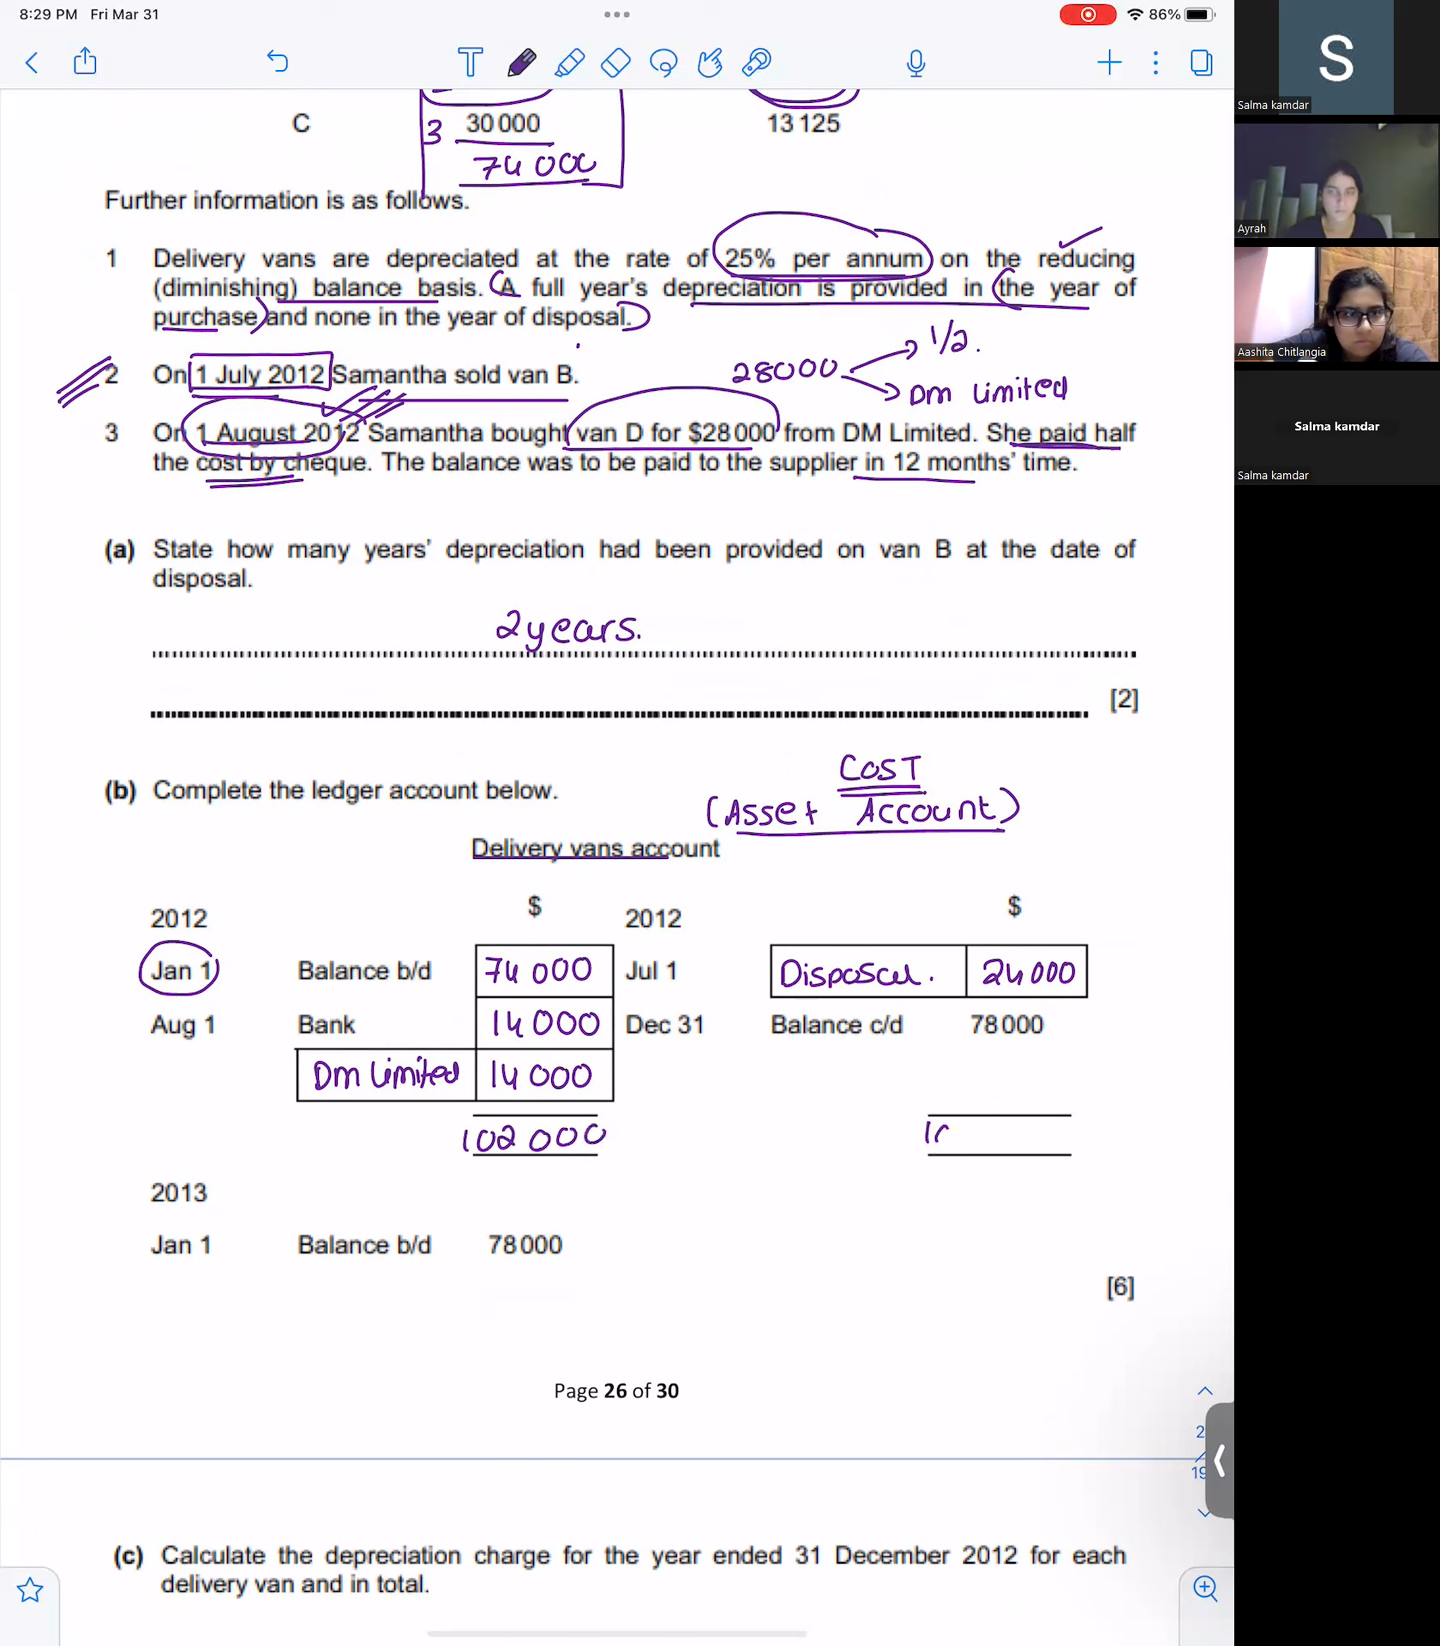 8:29 PM Fri Mar 31
86%
S
Salma kamdar
Ayrah
Aashita Chitlangia
Salma kamdar
Salma kamdar
C 3 30 000 13 125
74 000
Further information is as follows.
1 Delivery vans are depreciated at the rate of 25% per annum on the reducing
(diminishing) balance basis. A full year's depreciation is provided in the year of
purchase and none in the year of disposal.
28000 1/2.
Dm Limited
2 On 1 July 2012 Samantha sold van B.
3 On 1 August 2012 Samantha bought van D for $28 000 from DM Limited. She paid half
the cost by cheque. The balance was to be paid to the supplier in 12 months' time.
(a) State how many years' depreciation had been provided on van B at the date of
disposal.
2 years.
[2]
(b) Complete the ledger account below.
COST
(Asset Account)
Delivery vans account
2012 $ 2012 $
Jan 1 Balance b/d 74 000 Jul 1 Disposal. 24 000
Aug 1 Bank 14 000 Dec 31 Balance c/d 78 000
Dm Limited 14 000
102 000 10
2013
Jan 1 Balance b/d 78 000
[6]
Page 26 of 30
(c) Calculate the depreciation charge for the year ended 31 December 2012 for each
delivery van and in total.